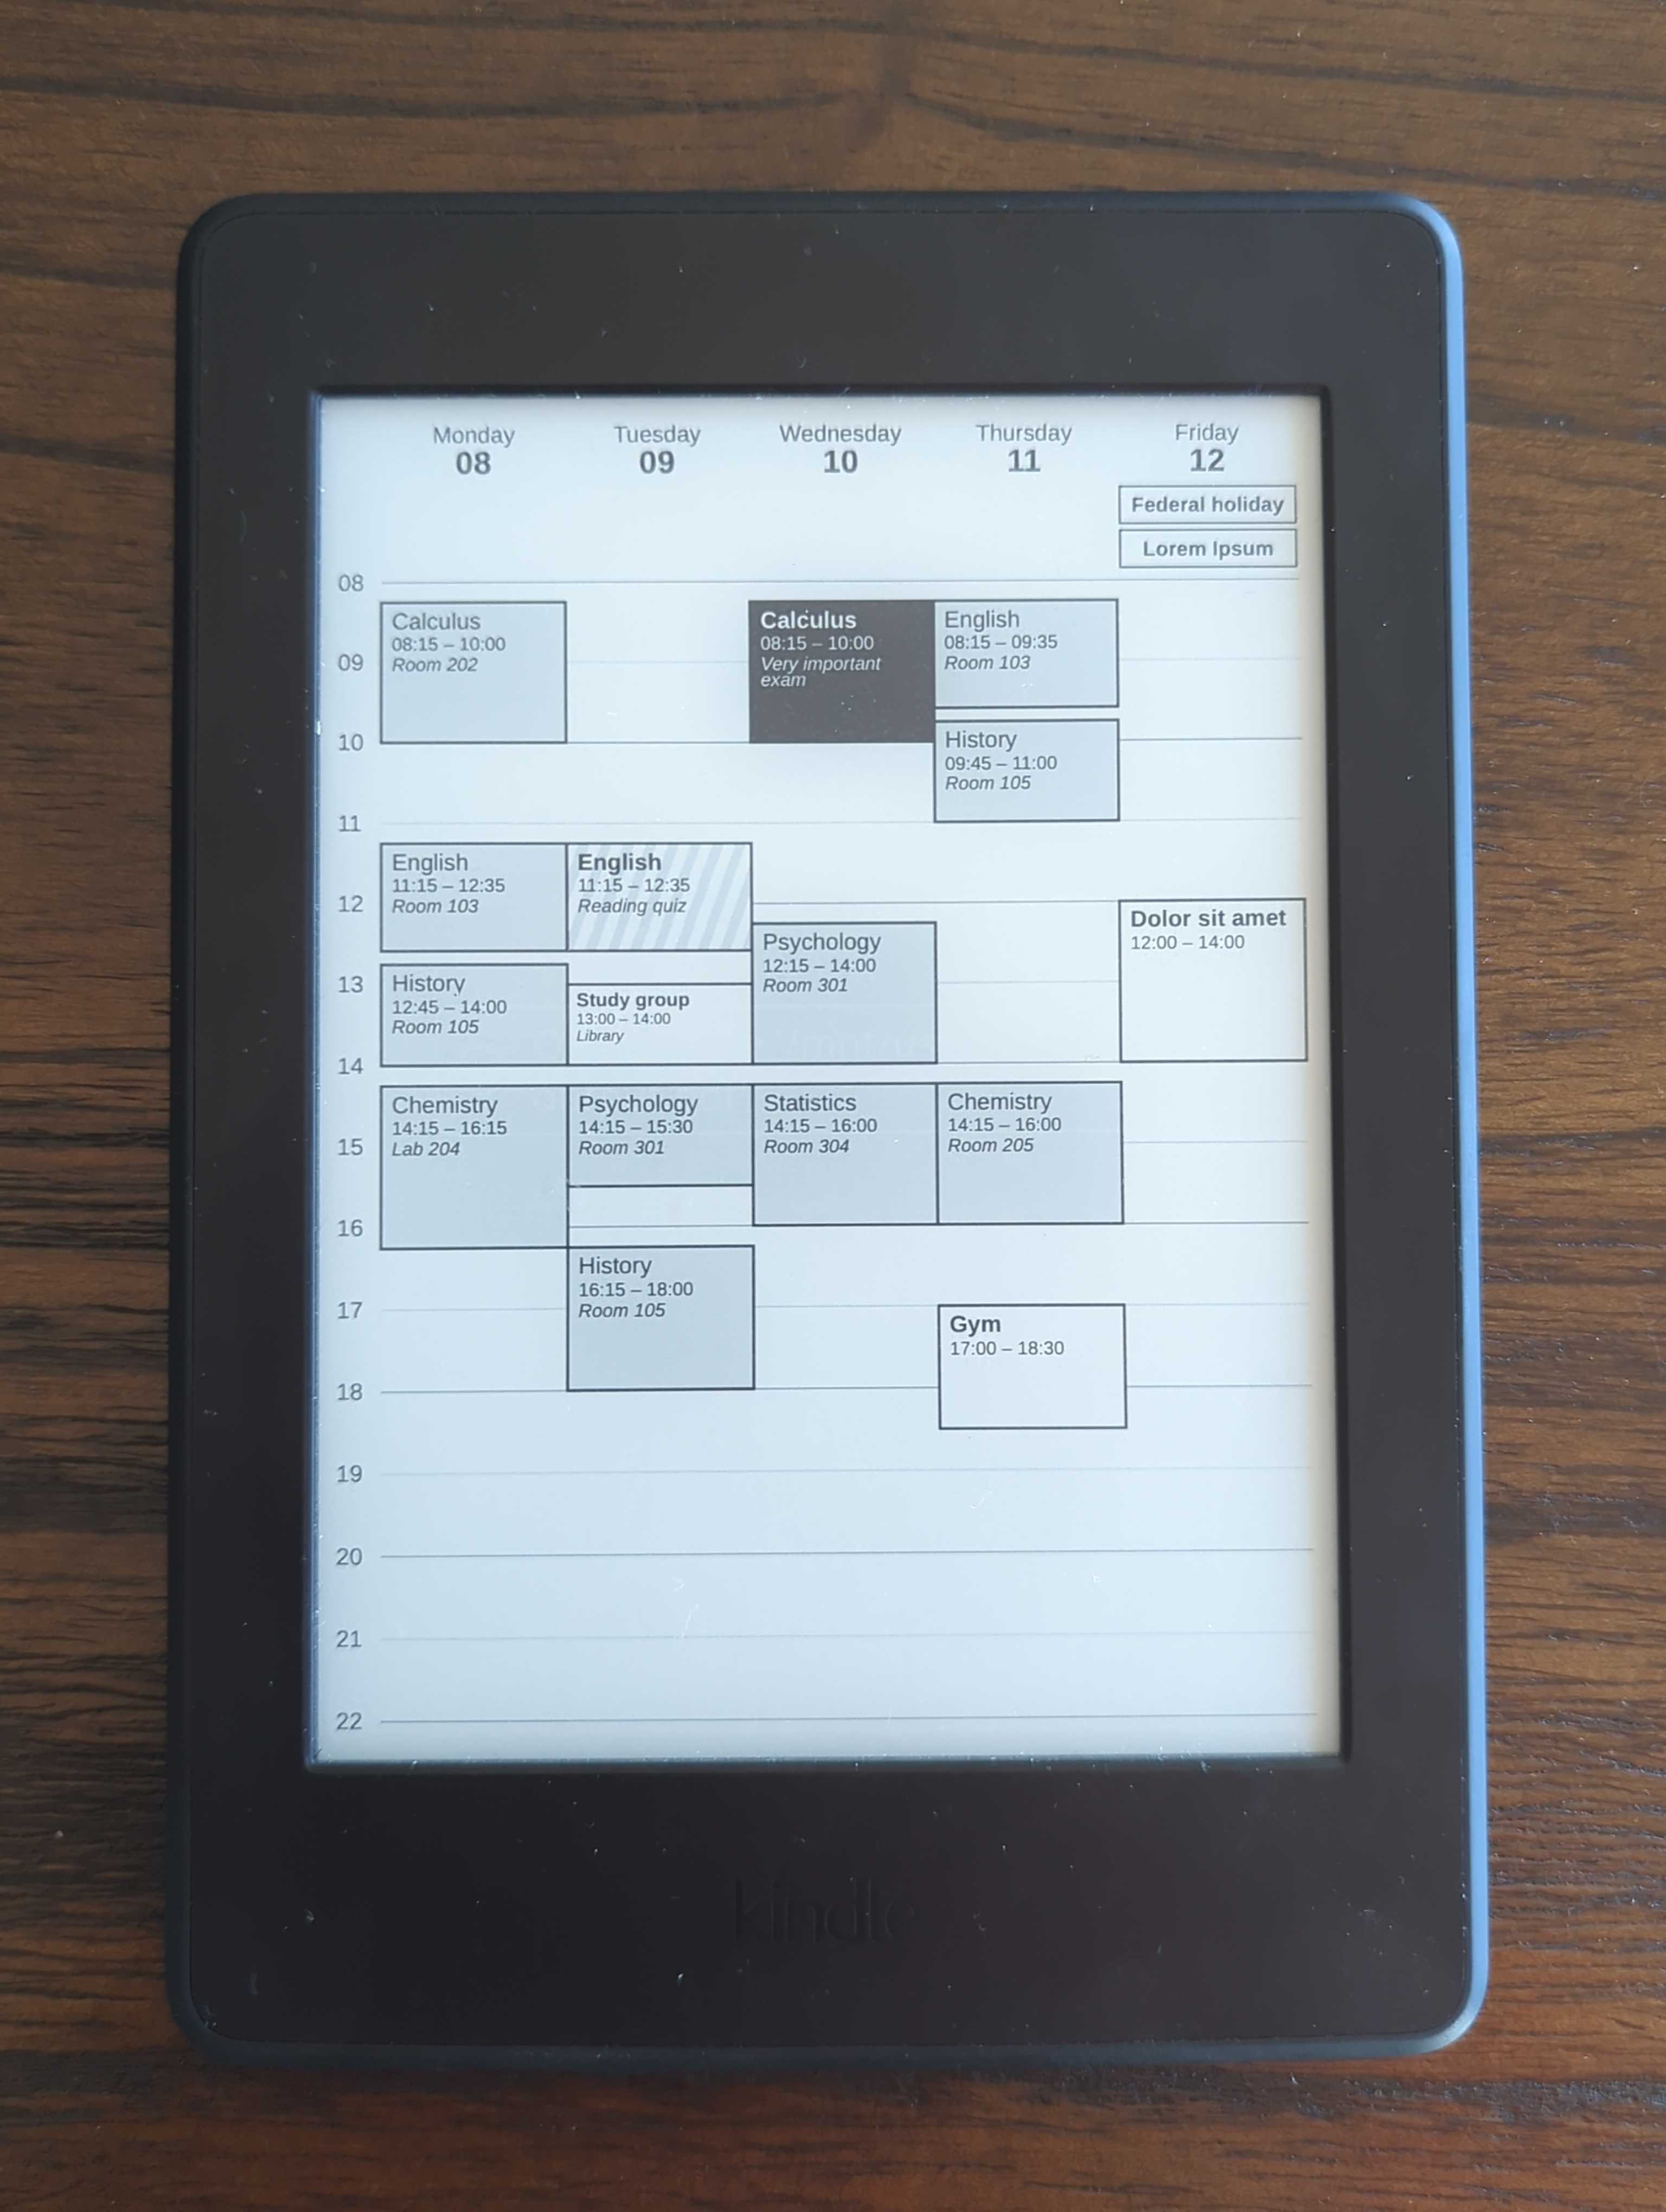 Monday
08
Tuesday
09
Wednesday
10
Thursday
11
Friday
12
Federal holiday
Lorem Ipsum
08
09
10
11
12
13
14
15
16
17
18
19
20
21
22
Calculus
08:15 – 10:00
Room 202
English
11:15 – 12:35
Room 103
History
12:45 – 14:00
Room 105
Chemistry
14:15 – 16:15
Lab 204
English
11:15 – 12:35
Reading quiz
Study group
13:00 – 14:00
Library
Psychology
14:15 – 15:30
Room 301
History
16:15 – 18:00
Room 105
Calculus
08:15 – 10:00
Very important
exam
Psychology
12:15 – 14:00
Room 301
Statistics
14:15 – 16:00
Room 304
English
08:15 – 09:35
Room 103
History
09:45 – 11:00
Room 105
Chemistry
14:15 – 16:00
Room 205
Gym
17:00 – 18:30
Dolor sit amet
12:00 – 14:00
kindle